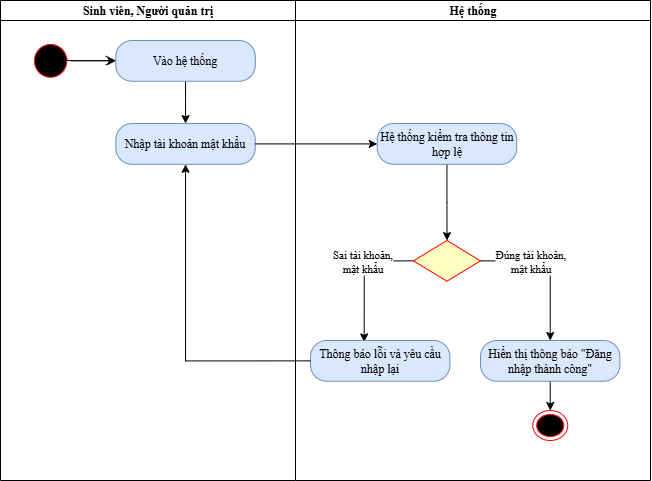 Sinh viên, Người quản trị
Hệ thống
Vào hệ thống
Nhập tài khoản mật khẩu
Hệ thống kiểm tra thông tin
hợp lệ
Sai tài khoản,
mật khẩu
Đúng tài khoản,
mật khẩu
Thông báo lỗi và yêu cầu
nhập lại
Hiển thị thông báo "Đăng
nhập thành công"